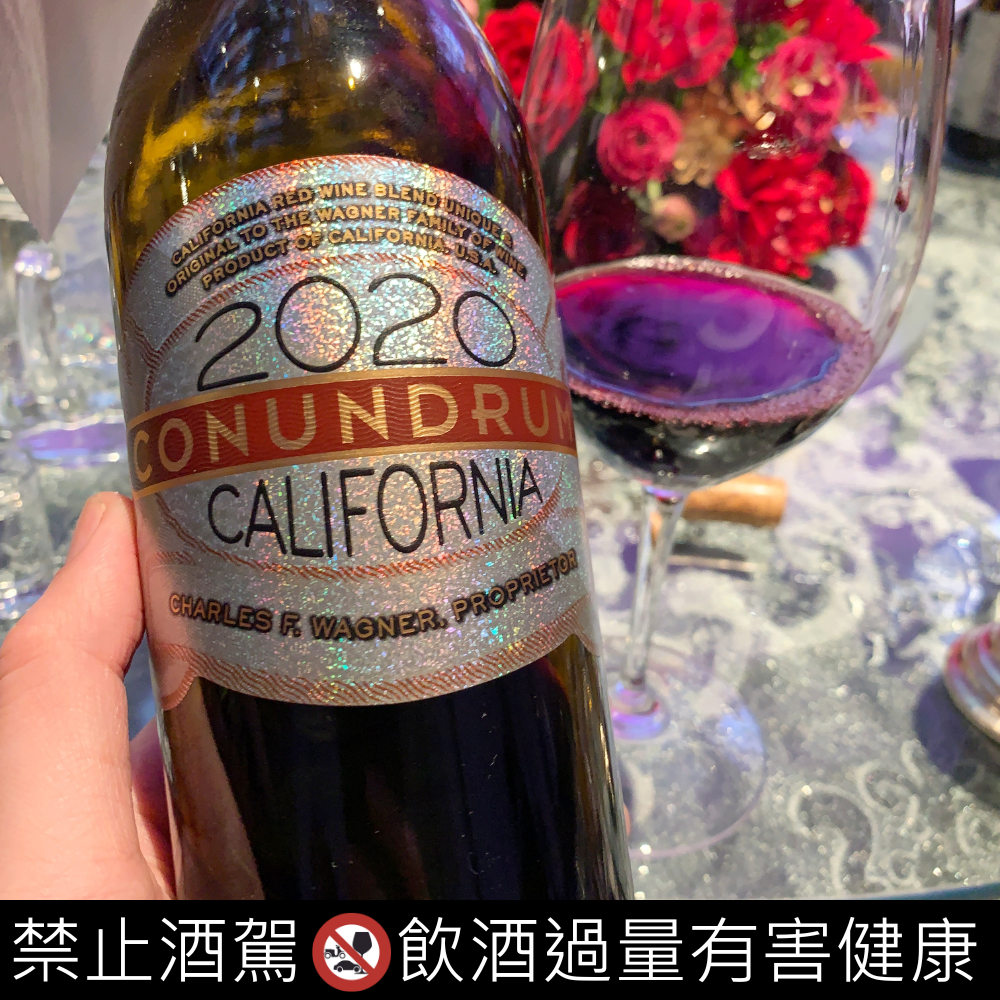 CALIFORNIA RED WINE BLEND UNIQUE &
ORIGINAL TO THE WAGNER FAMILY OF WINE
PRODUCT OF CALIFORNIA, U.S.A.
2020
CONUNDRUM
CALIFORNIA
CHARLES F. WAGNER, PROPRIETOR
禁止酒駕 飲酒過量有害健康